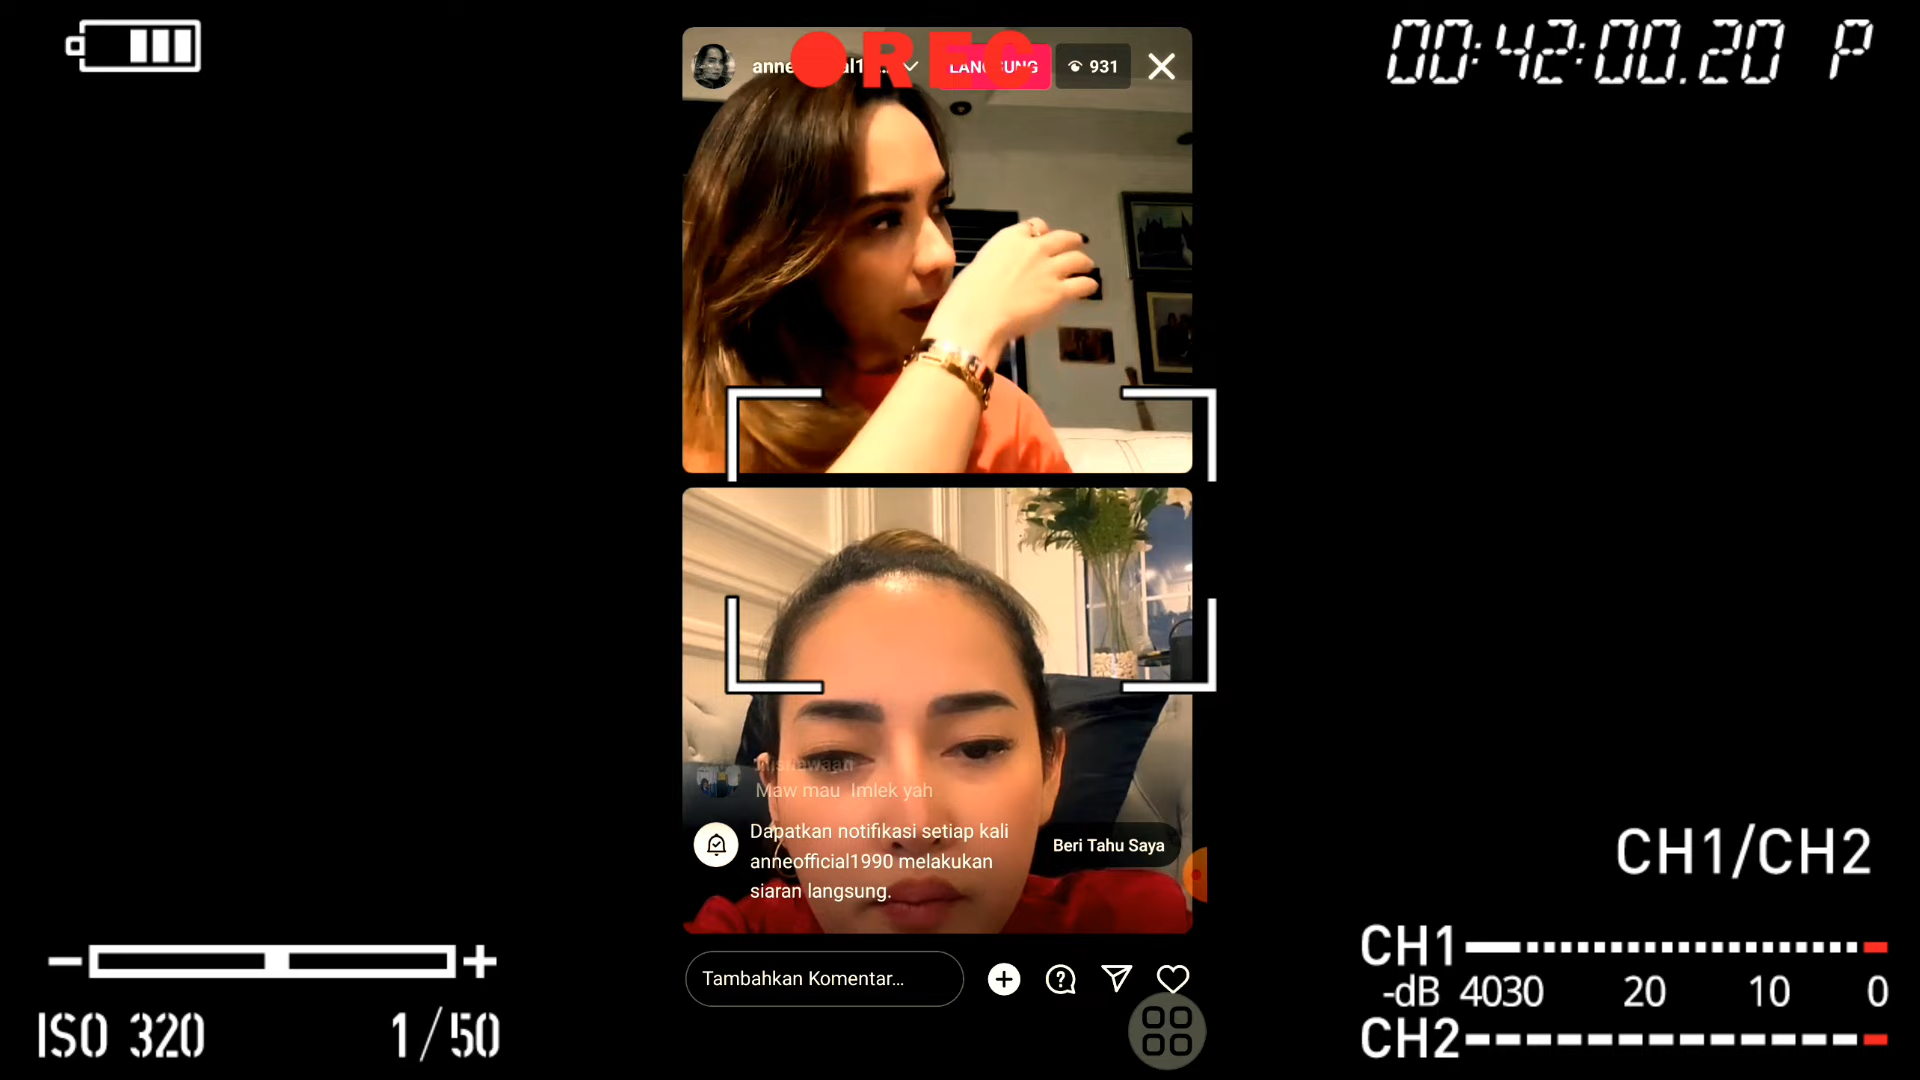 REC
00:42:00.20 P
LANGSUNG
931
Maw mau Imlek yah
Dapatkan notifikasi setiap kali
anneofficial1990 melakukan
siaran langsung.
Beri Tahu Saya
Tambahkan Komentar...
ISO 320
1/50
CH1/CH2
CH1
-dB 4030 20 10 0
CH2